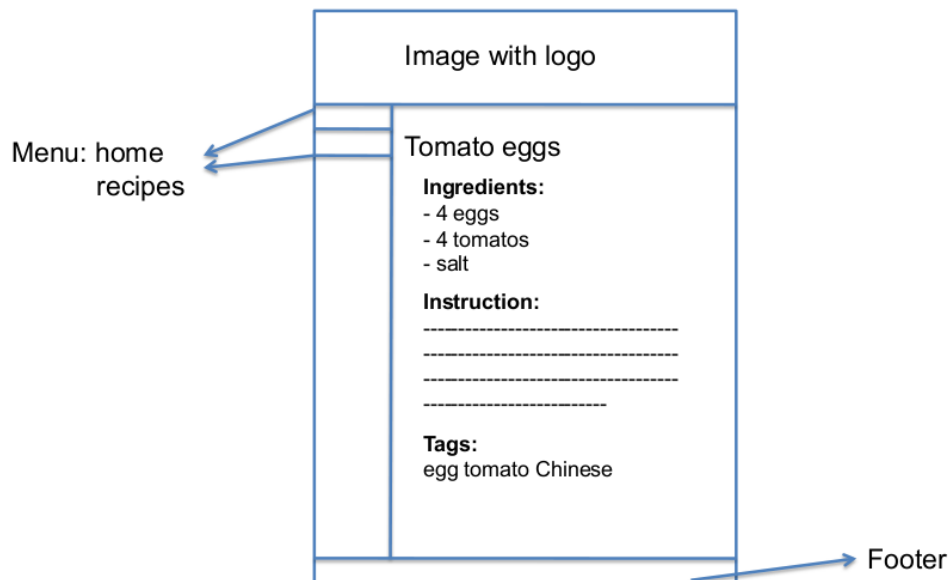 Image with logo
Menu: home
recipes
Tomato eggs
Ingredients:
- 4 eggs
- 4 tomatos
- salt
Instruction:
-------------------------------------
-------------------------------------
-------------------------------------
--------------------------
Tags:
egg tomato Chinese
Footer